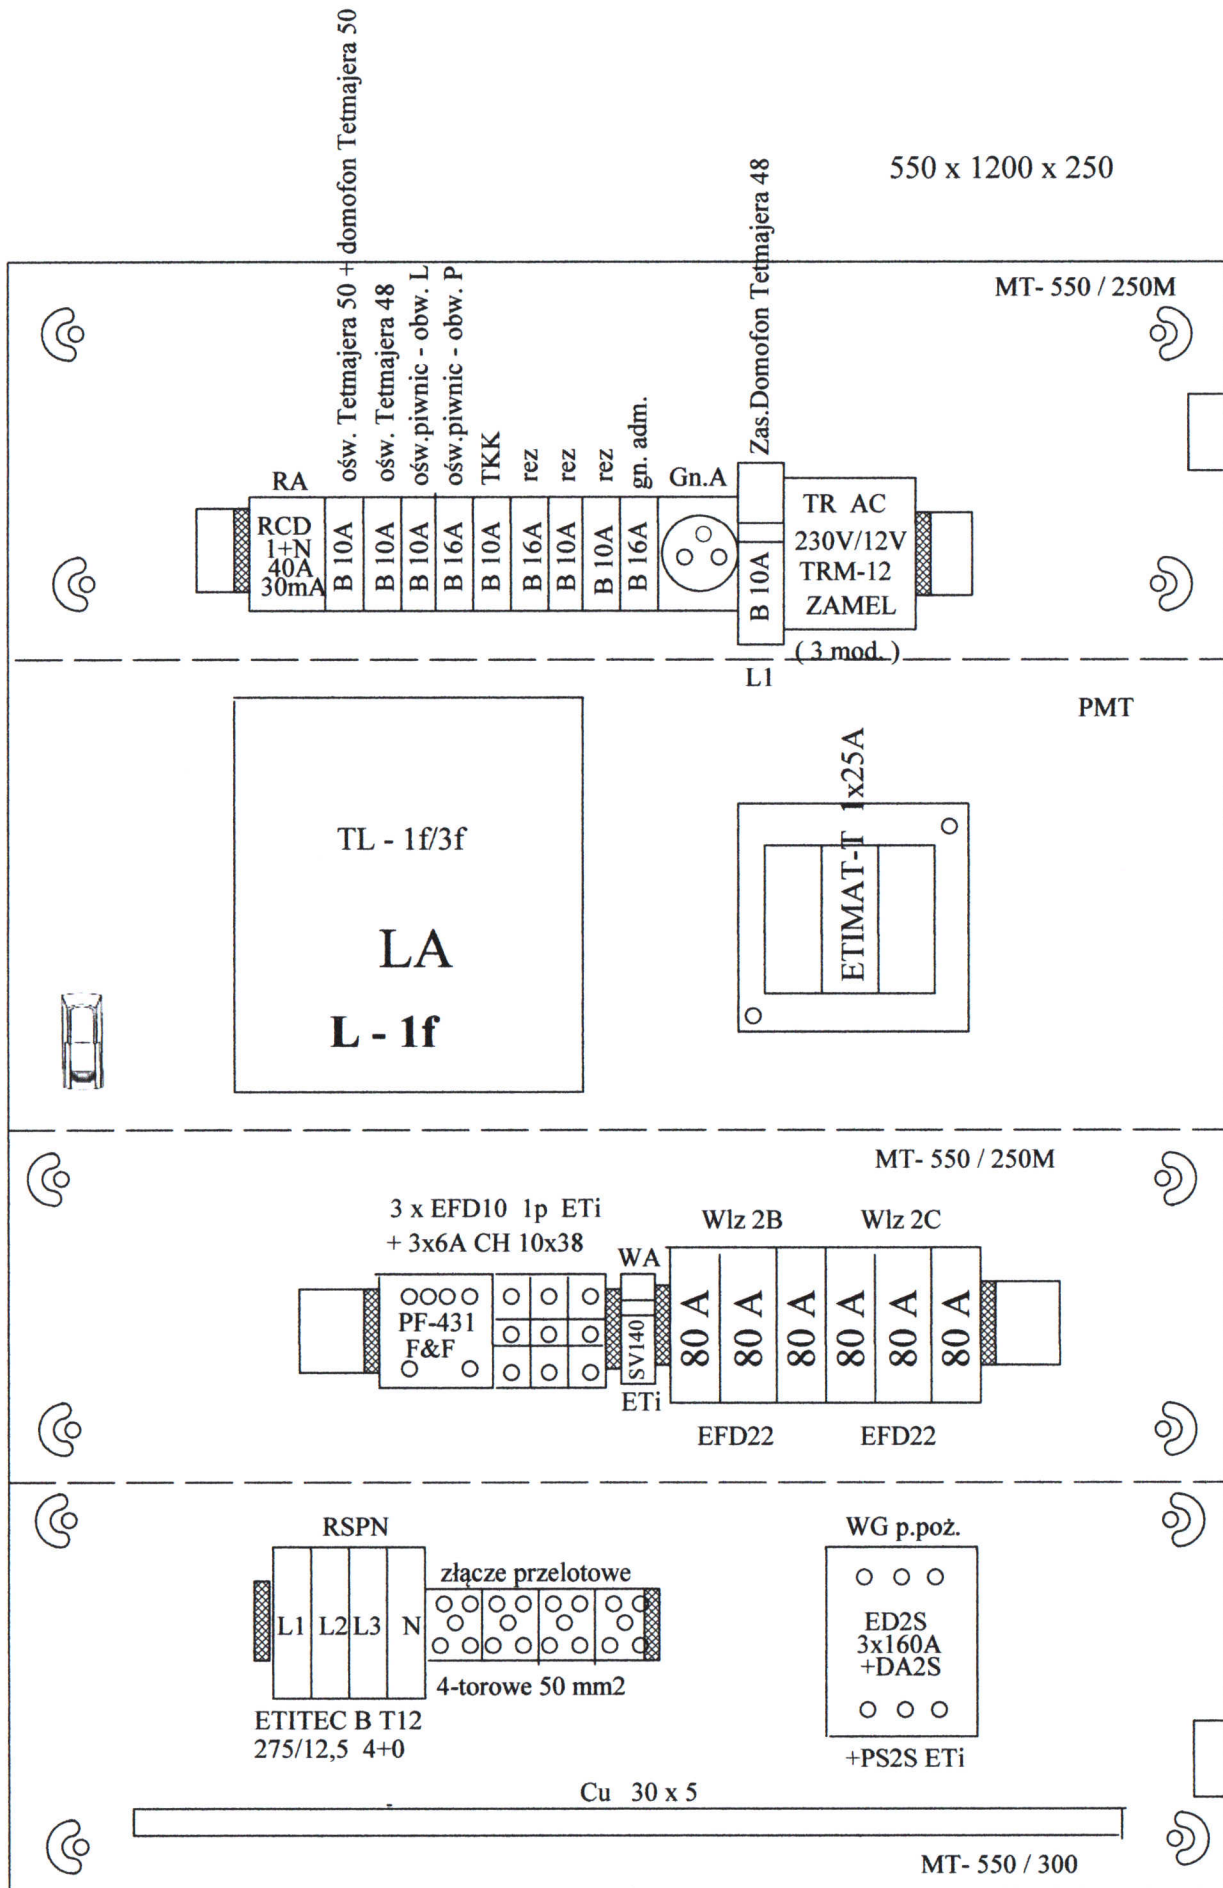 550 x 1200 x 250
MT- 550 / 250M
ośw. Tetmajera 50 + domofon Tetmajera 50
ośw. Tetmajera 48
ośw.piwnic - obw. L
ośw.piwnic - obw. P
TKK
rez
rez
rez
gn. adm.
Gn.A
Zas.Domofon Tetmajera 48
RA
RCD
1+N
40A
30mA
B 10A
B 10A
B 10A
B 16A
B 10A
B 16A
B 10A
B 10A
B 16A
B 10A
TR AC
230V/12V
TRM-12
ZAMEL
( 3 mod. )
L1
PMT
TL - 1f/3f
LA
L - 1f
ETIMAT-T 1x25A
MT- 550 / 250M
3 x EFD10 1p ETi
+ 3x6A CH 10x38
PF-431
F&F
WA
SV140
ETi
Wlz 2B
Wlz 2C
80 A
80 A
80 A
80 A
80 A
80 A
EFD22
EFD22
RSPN
L1
L2
L3
N
złącze przelotowe
4-torowe 50 mm2
ETITEC B T12
275/12,5 4+0
WG p.poż.
ED2S
3x160A
+DA2S
+PS2S ETi
Cu 30 x 5
MT- 550 / 300